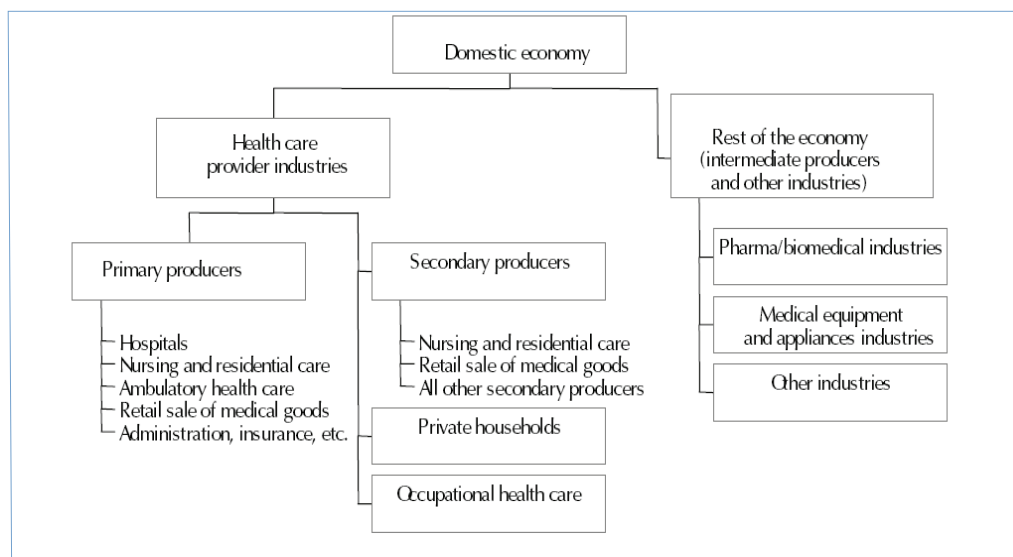 Domestic economy
Health care
provider industries
Rest of the economy
(intermediate producers
and other industries)
Primary producers
Hospitals
Nursing and residential care
Ambulatory health care
Retail sale of medical goods
Administration, insurance, etc.
Secondary producers
Nursing and residential care
Retail sale of medical goods
All other secondary producers
Private households
Occupational health care
Pharma/biomedical industries
Medical equipment
and appliances industries
Other industries